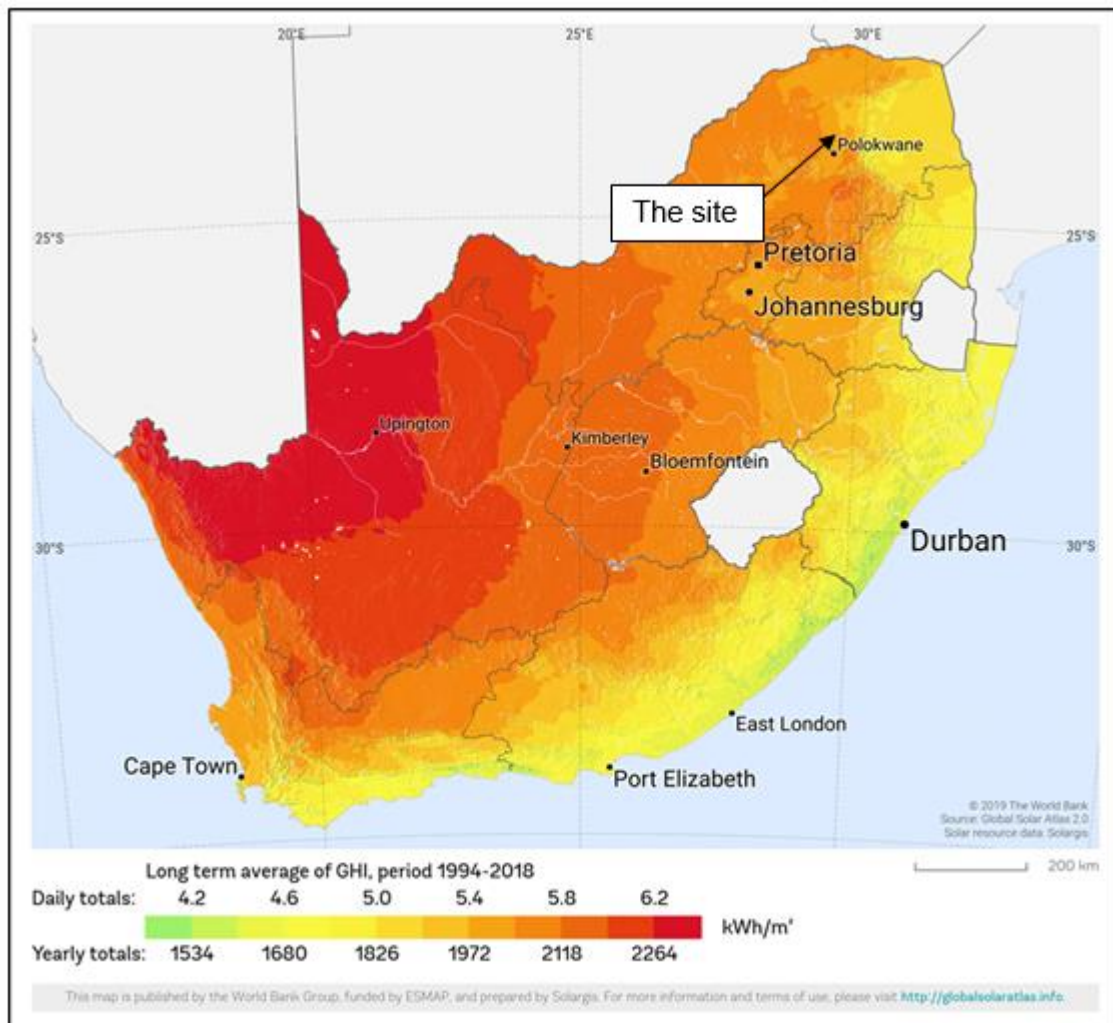 20°E 25°E 30°E
Polokwane
The site
25°S 25°S
Pretoria
Johannesburg
Upington
Kimberley
Bloemfontein
Durban
30°S 30°S
East London
Cape Town
Port Elizabeth
© 2019 The World Bank
Source: Global Solar Atlas 2.0
Solar resource data: Solargis
Long term average of GHI, period 1994-2018
200 km
Daily totals: 4.2 4.6 5.0 5.4 5.8 6.2
kWh/m²
Yearly totals: 1534 1680 1826 1972 2118 2264
This map is published by the World Bank Group, funded by ESMAP, and prepared by Solargis. For more information and terms of use, please visit http://globalsolaratlas.info.